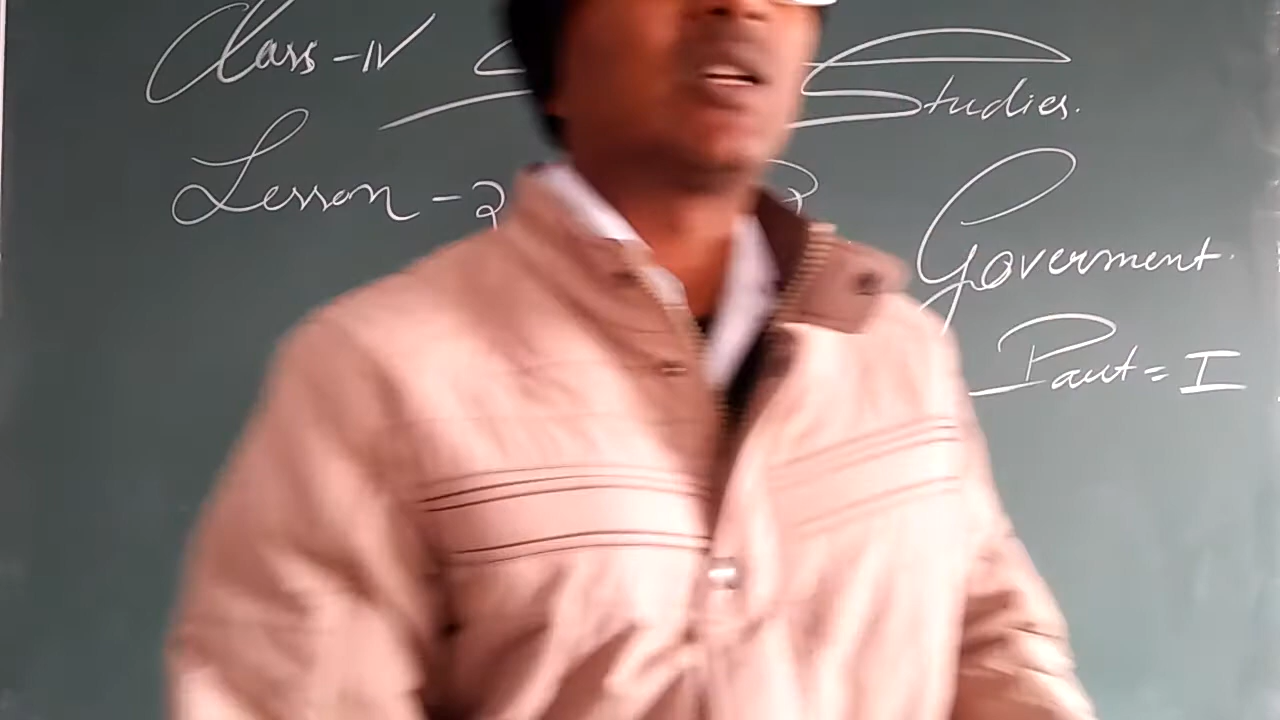 Class-IV S Studies.
Lesson - 2
Goverment.
Part = I